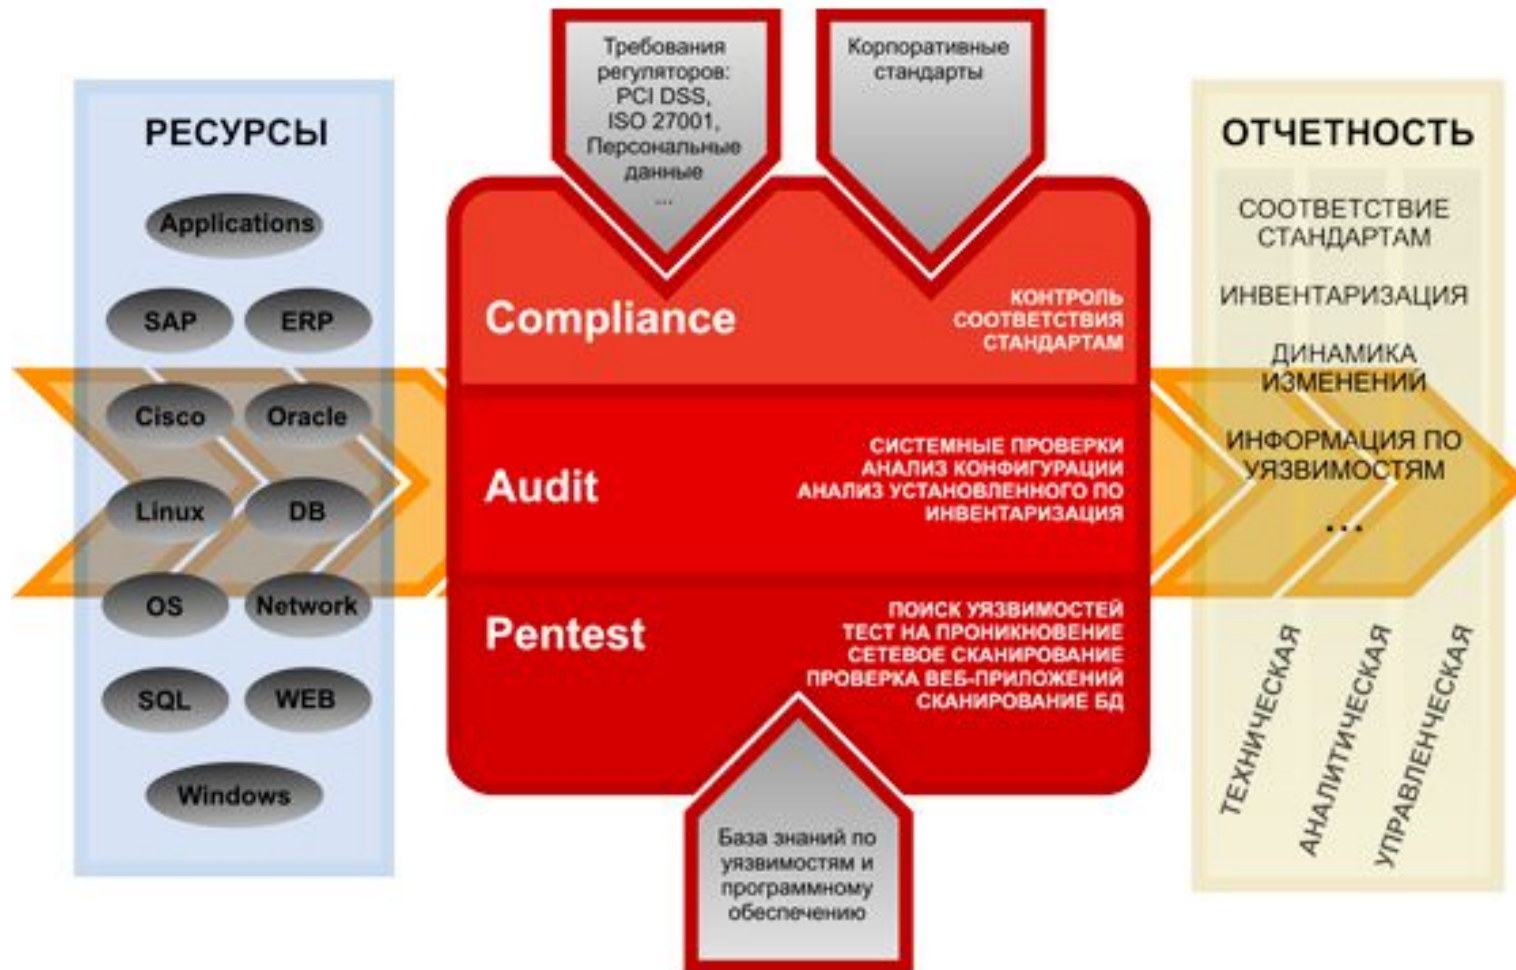 Требования
регуляторов:
PCI DSS,
ISO 27001,
Персональные
данные
...
Корпоративные
стандарты
РЕСУРСЫ
Applications
SAP
ERP
Cisco
Oracle
Linux
DB
OS
Network
SQL
WEB
Windows
Compliance
КОНТРОЛЬ
СООТВЕТСТВИЯ
СТАНДАРТАМ
Audit
СИСТЕМНЫЕ ПРОВЕРКИ
АНАЛИЗ КОНФИГУРАЦИИ
АНАЛИЗ УСТАНОВЛЕННОГО ПО
ИНВЕНТАРИЗАЦИЯ
Pentest
ПОИСК УЯЗВИМОСТЕЙ
ТЕСТ НА ПРОНИКНОВЕНИЕ
СЕТЕВОЕ СКАНИРОВАНИЕ
ПРОВЕРКА ВЕБ-ПРИЛОЖЕНИЙ
СКАНИРОВАНИЕ БД
База знаний по
уязвимостям и
программному
обеспечению
ОТЧЕТНОСТЬ
СООТВЕТСТВИЕ
СТАНДАРТАМ
ИНВЕНТАРИЗАЦИЯ
ДИНАМИКА
ИЗМЕНЕНИЙ
ИНФОРМАЦИЯ ПО
УЯЗВИМОСТЯМ
...
ТЕХНИЧЕСКАЯ
АНАЛИТИЧЕСКАЯ
УПРАВЛЕНЧЕСКАЯ